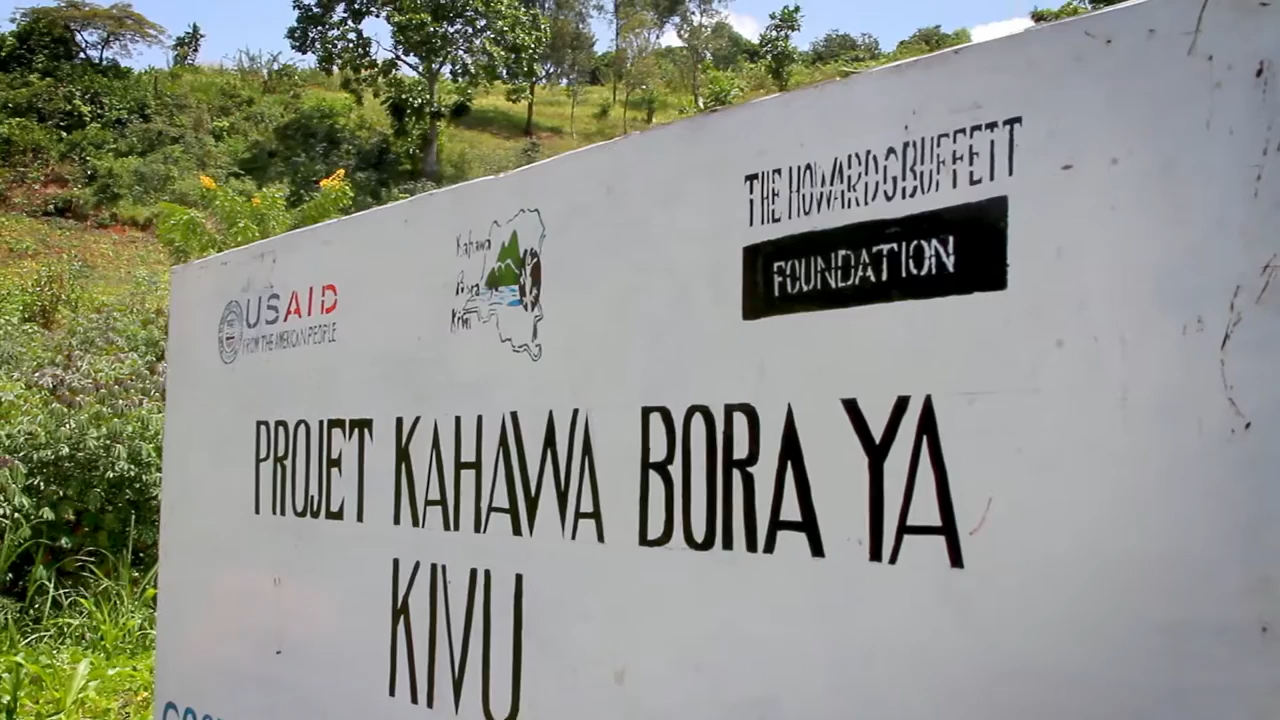 USAID
FROM THE AMERICAN PEOPLE
Kahawa
Bora
Kivu
THE HOWARD G BUFFETT
FOUNDATION
PROJET KAHAWA BORA YA
KIVU